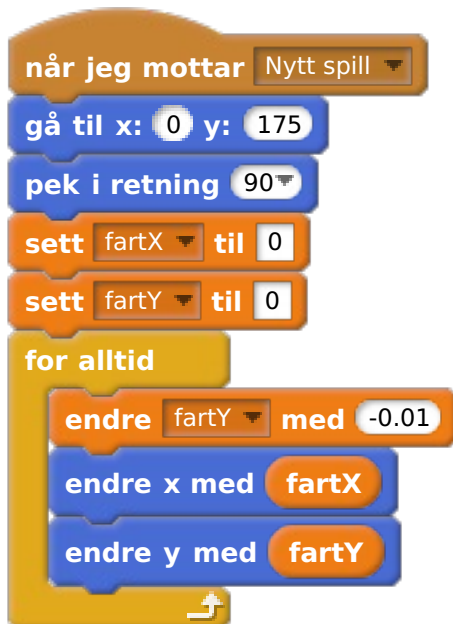 når jeg mottar Nytt spill
gå til x: 0 y: 175
pek i retning 90
sett fartX til 0
sett fartY til 0
for alltid
endre fartY med -0.01
endre x med fartX
endre y med fartY